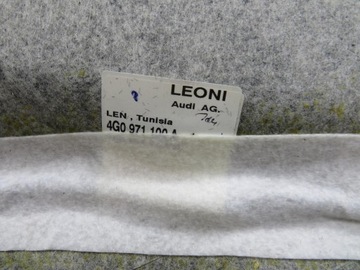 LEONI
Audi AG.
LEN, Tunisia
4G0 971 100 A